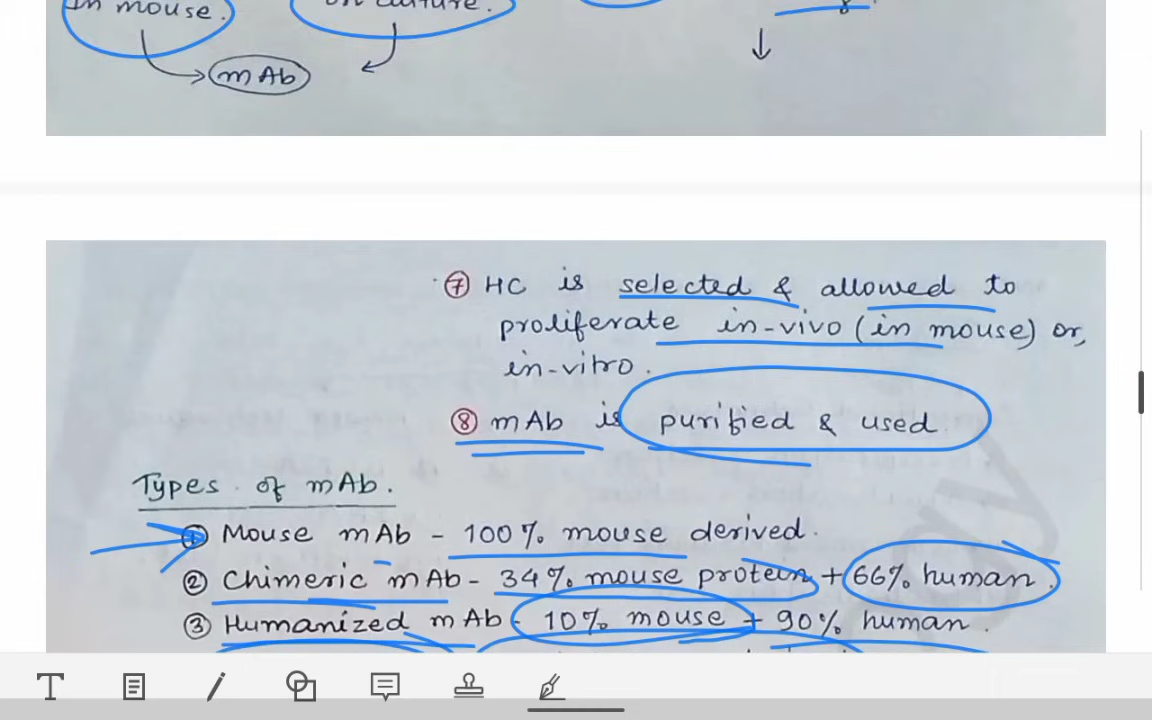 in mouse.
mAb
⑦ HC is selected & allowed to
proliferate in-vivo (in mouse) or,
in-vitro.
⑧ mAb is purified & used
Types of mAb.
① Mouse mAb - 100% mouse derived.
② Chimeric mAb - 34% mouse protein + 66% human.
③ Humanized mAb - 10% mouse + 90% human.
T